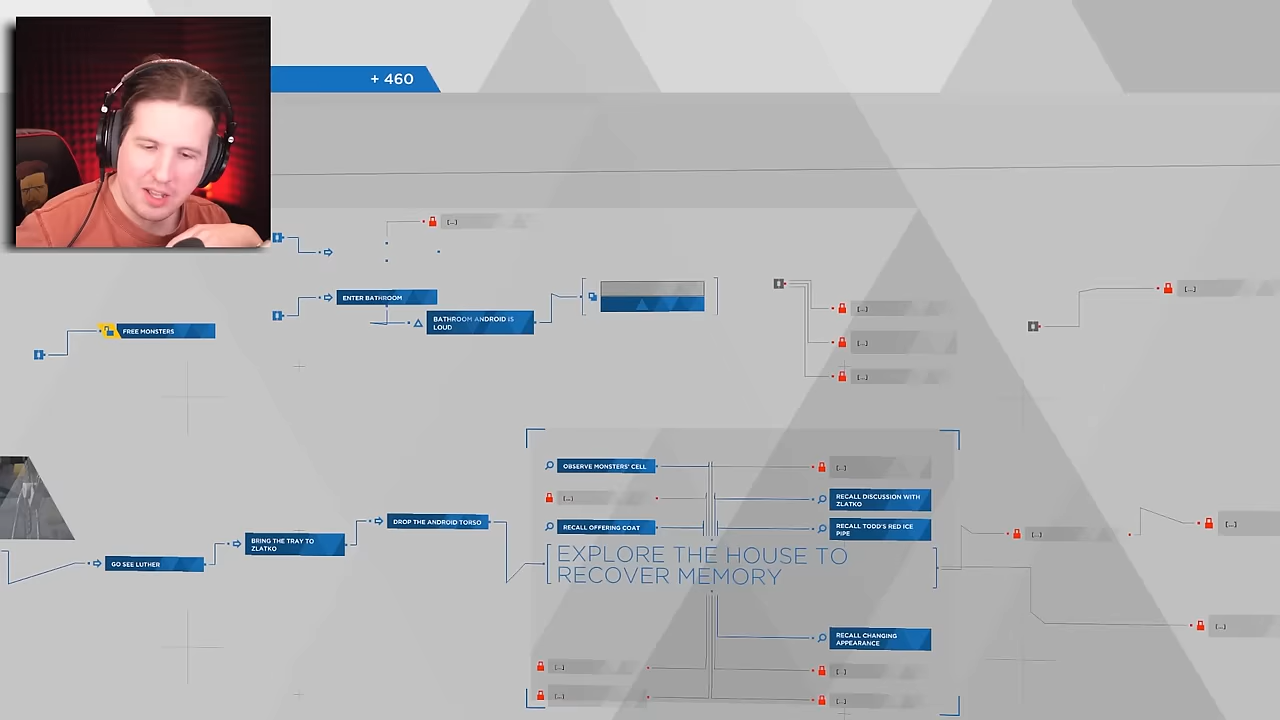 + 460
[...]
ENTER BATHROOM
BATHROOM ANDROID IS
LOUD
FREE MONSTERS
[...]
[...]
[...]
[...]
OBSERVE MONSTERS' CELL
[...]
[...]
RECALL DISCUSSION WITH
ZLATKO
RECALL OFFERING COAT
RECALL TODD'S RED ICE
PIPE
DROP THE ANDROID TORSO
BRING THE TRAY TO
ZLATKO
GO SEE LUTHER
EXPLORE THE HOUSE TO
RECOVER MEMORY
[...]
[...]
[...]
RECALL CHANGING
APPEARANCE
[...]
[...]
[...]
[...]